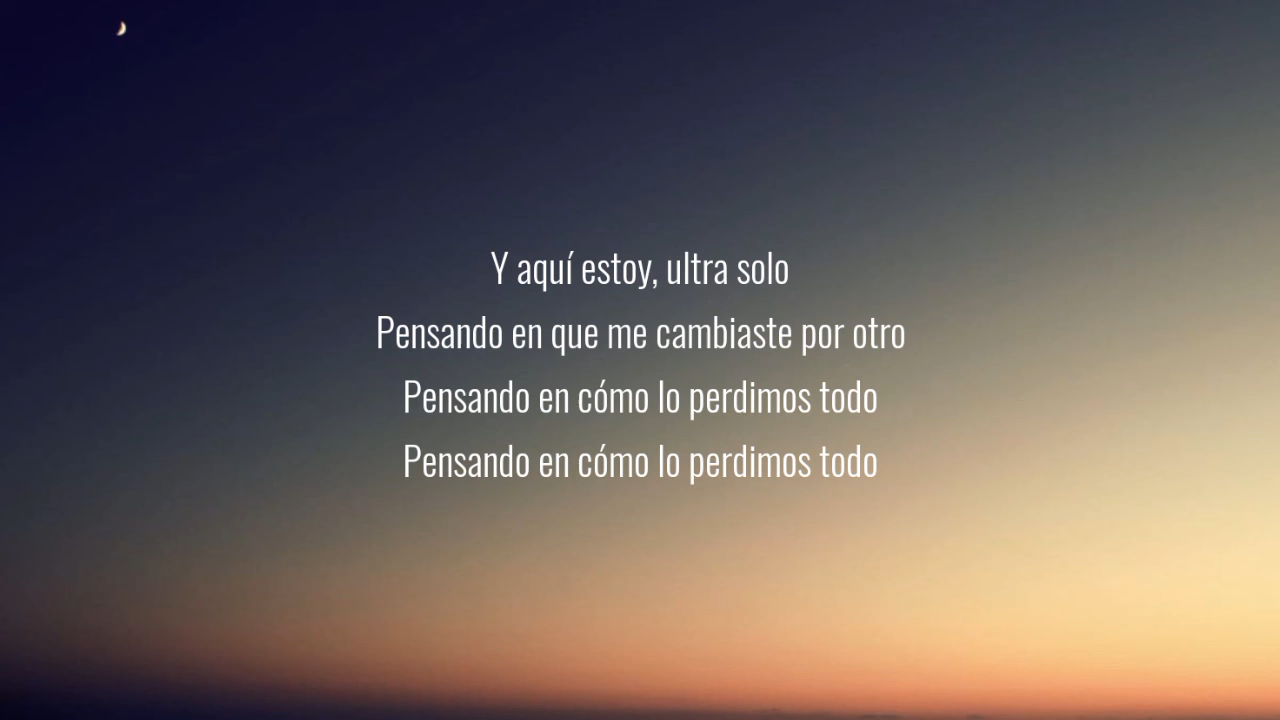 Y aquí estoy, ultra solo
Pensando en que me cambiaste por otro
Pensando en cómo lo perdimos todo
Pensando en cómo lo perdimos todo